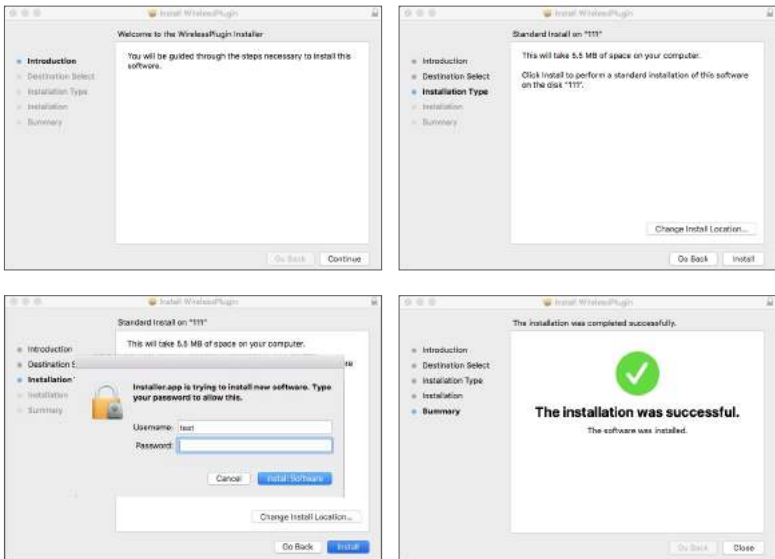 Install WirelessPlugin
Welcome to the WirelessPlugin Installer
Introduction
Destination Select
Installation Type
Installation
Summary
You will be guided through the steps necessary to install this
software.
Go Back
Continue
Install WirelessPlugin
Standard Install on "111"
Introduction
Destination Select
Installation Type
Installation
Summary
This will take 5.5 MB of space on your computer.
Click Install to perform a standard installation of this software
on the disk "111".
Change Install Location...
Go Back
Install
Install WirelessPlugin
Standard Install on "111"
Introduction
Destination S
Installation
Installation
Summary
This will take 5.5 MB of space on your computer.
re
Installer.app is trying to install new software. Type
your password to allow this.
Username: test
Password:
Cancel
Install Software
Change Install Location...
Go Back
Install
Install WirelessPlugin
The installation was completed successfully.
Introduction
Destination Select
Installation Type
Installation
Summary
The installation was successful.
The software was installed.
Go Back
Close